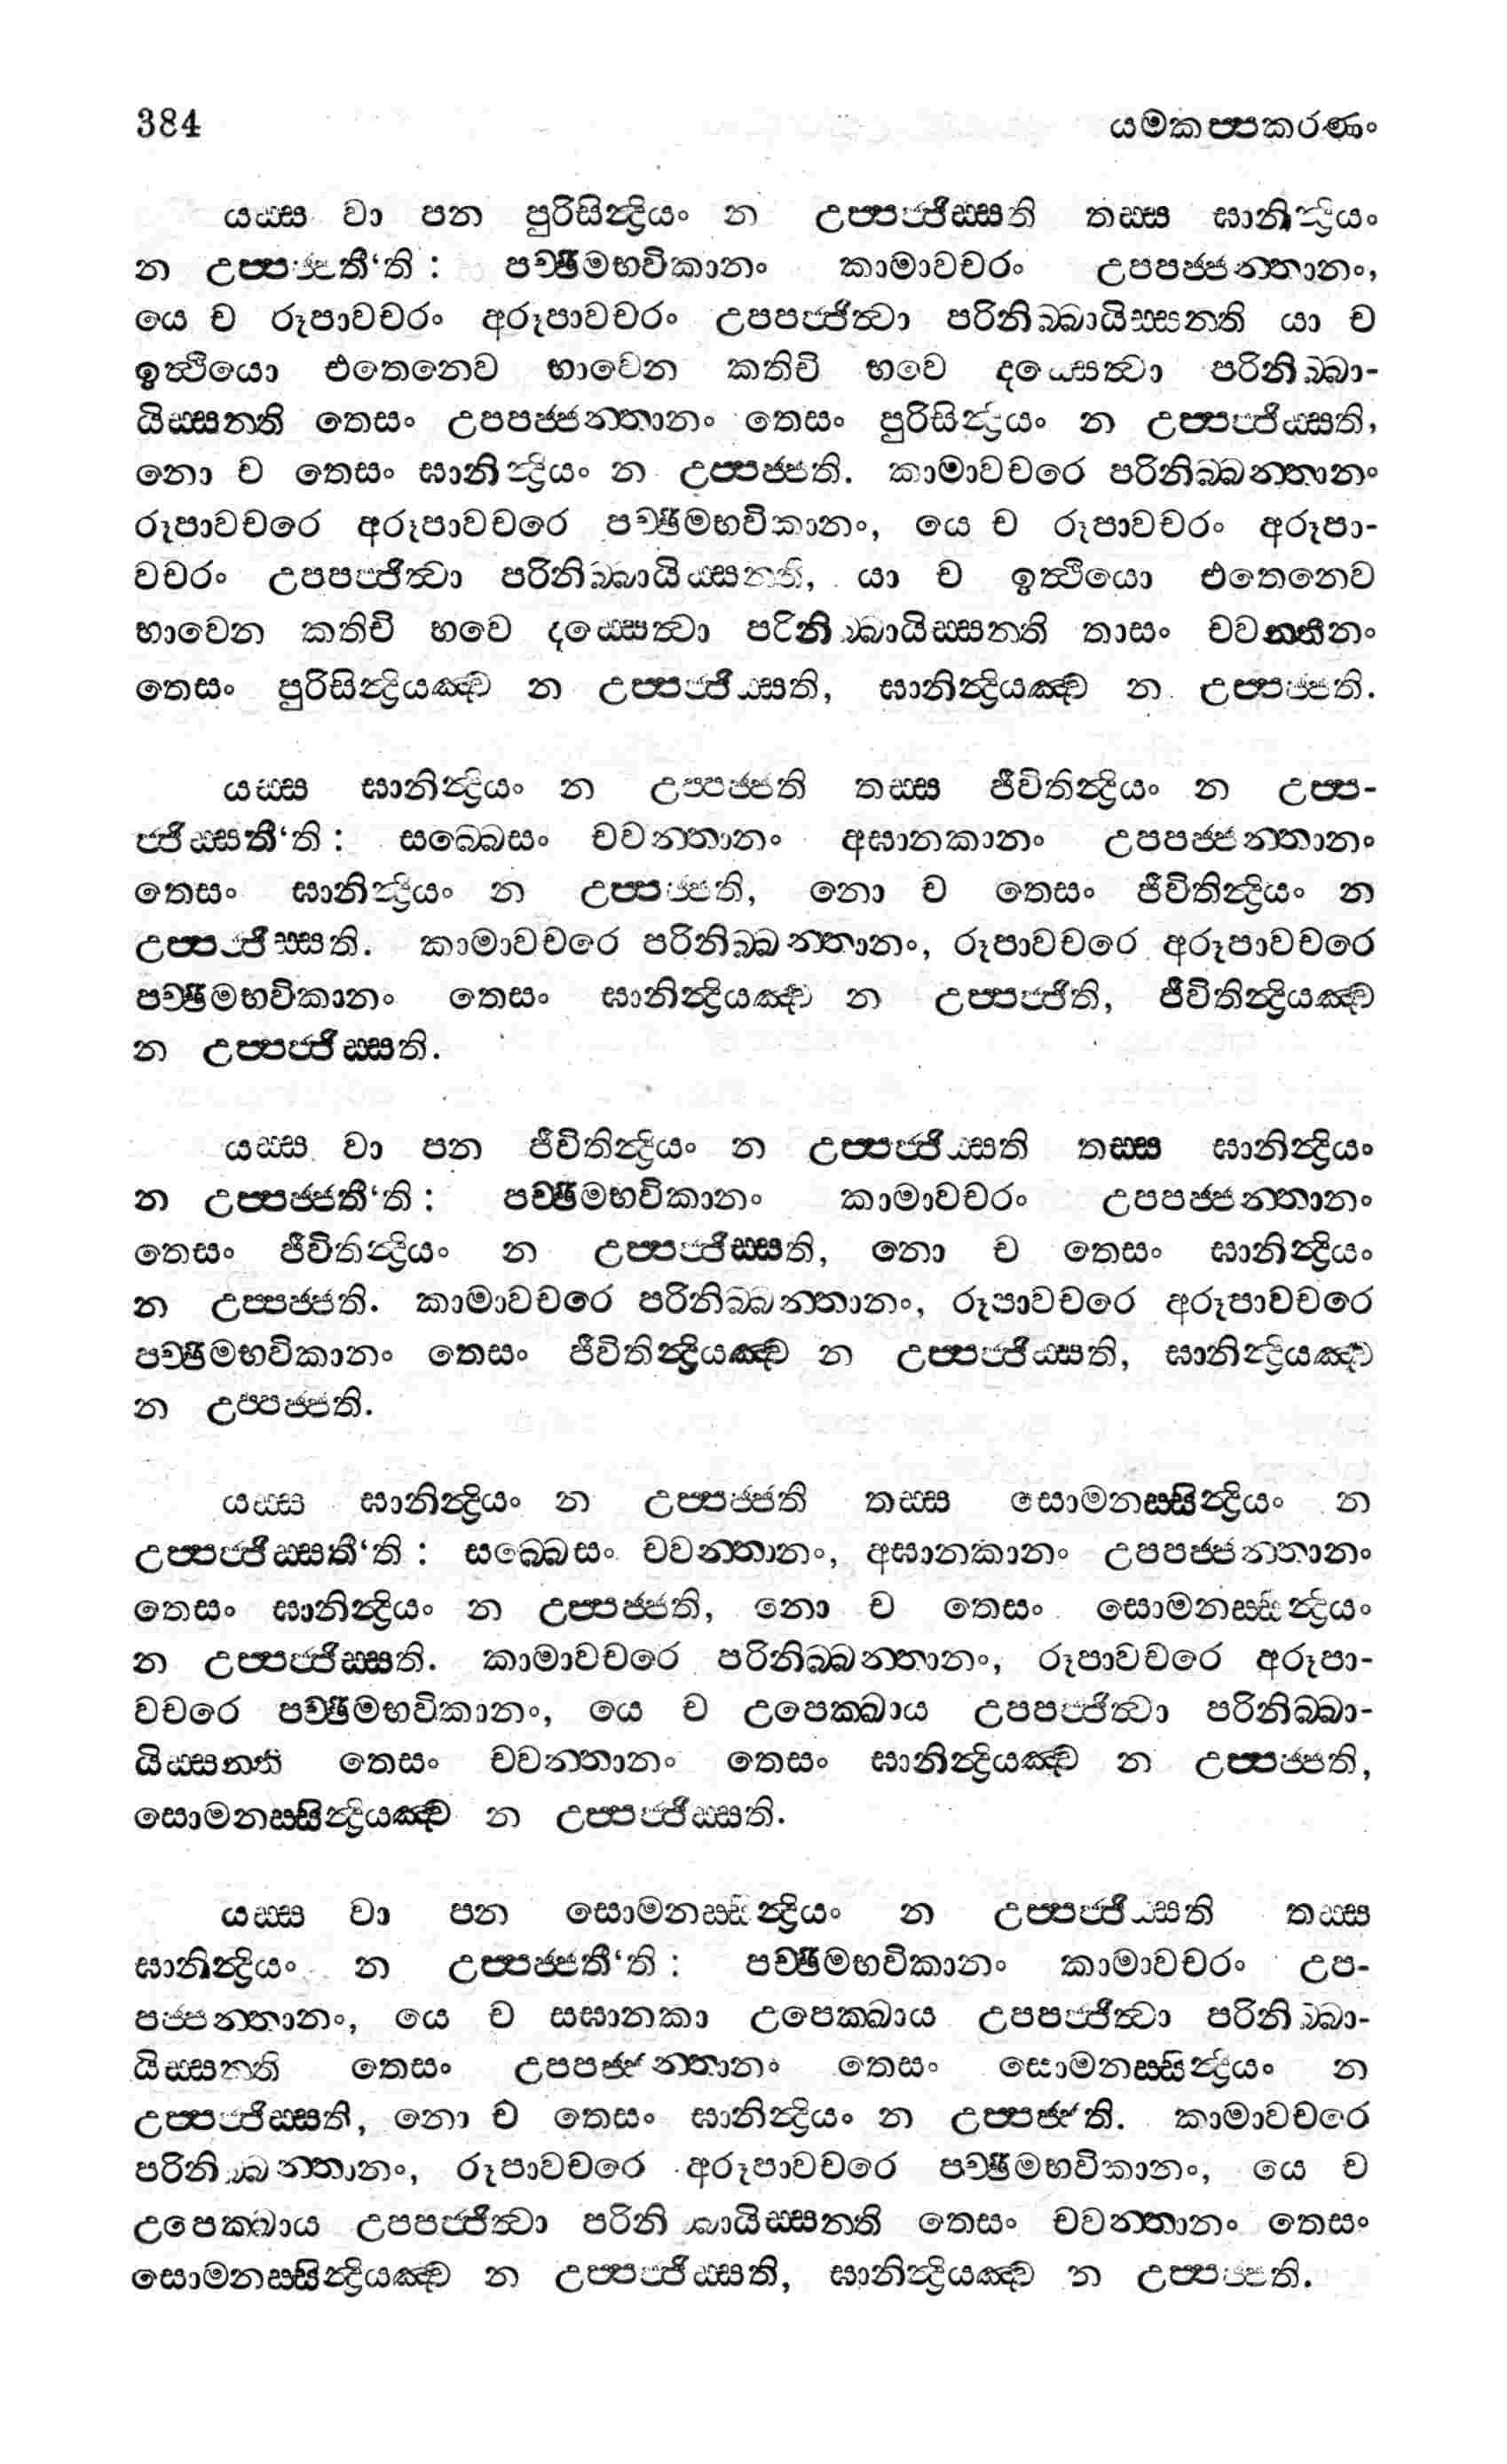 384 යමකප්පකරණං
යස්ස වා පන පුරිසින්ද්‍රියං න උප්පජ්ජිස්සති තස්ස ඝානින්ද්‍රියං
න උප්පජ්ජතී‘ති : පච්ඡිමභවිකානං කාමාවචරං උපපජ්ජන්තානං,
යෙ ච රූපාවචරං අරූපාවචරං උපපජ්ජිත්වා පරිනිබ්බායිස්සන්ති යා ච
ඉත්ථියො එතෙනෙව භාවෙන කතිචි භවෙ දස්සෙත්වා පරිනිබ්බා-
යිස්සන්ති තෙසං උපපජ්ජන්තානං තෙසං පුරිසින්ද්‍රියං න උප්පජ්ජිස්සති,
නො ච තෙසං ඝානින්ද්‍රියං න උප්පජ්ජති. කාමාවචරෙ පරිනිබ්බන්තානං
රූපාවචරෙ අරූපාවචරෙ පච්ඡිමභවිකානං, යෙ ච රූපාවචරං අරූපා-
වචරං උපපජ්ජිත්වා පරිනිබ්බායිස්සන්ති, යා ච ඉත්ථියො එතෙනෙව
භාවෙන කතිචි භවෙ දස්සෙත්වා පරිනිබ්බායිස්සන්ති තාසං චවන්තීනං
තෙසං පුරිසින්ද්‍රියඤ්ච න උප්පජ්ජිස්සති, ඝානින්ද්‍රියඤ්ච න උප්පජ්ජති.
යස්ස ඝානින්ද්‍රියං න උප්පජ්ජති තස්ස ජීවිතින්ද්‍රියං න උප්ප-
ජ්ජිස්සතී‘ති : සබ්බෙසං චවන්තානං අඝානකානං උපපජ්ජන්තානං
තෙසං ඝානින්ද්‍රියං න උප්පජ්ජති, නො ච තෙසං ජීවිතින්ද්‍රියං න
උප්පජ්ජිස්සති. කාමාවචරෙ පරිනිබ්බන්තානං, රූපාවචරෙ අරූපාවචරෙ
පච්ඡිමභවිකානං තෙසං ඝානින්ද්‍රියඤ්ච න උප්පජ්ජිති, ජීවිතින්ද්‍රියඤ්ච
න උප්පජ්ජිස්සති.
යස්ස වා පන ජීවිතින්ද්‍රියං න උප්පජ්ජිස්සති තස්ස ඝානින්ද්‍රියං
න උප්පජ්ජතී‘ති : පච්ඡිමභවිකානං කාමාවචරං උපපජ්ජන්තානං
තෙසං ජීවිතින්ද්‍රියං න උප්පජ්ජිස්සති, නො ච තෙසං ඝානින්ද්‍රියං
න උප්පජ්ජති. කාමාවචරෙ පරිනිබ්බන්තානං, රූපාවචරෙ අරූපාවචරෙ
පච්ඡිමභවිකානං තෙසං ජීවිතින්ද්‍රියඤ්ච න උප්පජ්ජිස්සති, ඝානින්ද්‍රියඤ්ච
න උප්පජ්ජති.
යස්ස ඝානින්ද්‍රියං න උප්පජ්ජති තස්ස සොමනස්සින්ද්‍රියං න
උප්පජ්ජිස්සතී‘ති : සබ්බෙසං චවන්තානං, අඝානකානං උපපජ්ජන්තානං
තෙසං ඝානින්ද්‍රියං න උප්පජ්ජති, නො ච තෙසං සොමනස්සින්ද්‍රියං
න උප්පජ්ජිස්සති. කාමාවචරෙ පරිනිබ්බන්තානං, රූපාවචරෙ අරූපා-
වචරෙ පච්ඡිමභවිකානං, යෙ ච උපෙක්ඛාය උපපජ්ජිත්වා පරිනිබ්බා-
යිස්සන්ති තෙසං චවන්තානං තෙසං ඝානින්ද්‍රියඤ්ච න උප්පජ්ජති,
සොමනස්සින්ද්‍රියඤ්ච න උප්පජ්ජිස්සති.
යස්ස වා පන සොමනස්සින්ද්‍රියං න උප්පජ්ජිස්සති තස්ස
ඝානින්ද්‍රියං න උප්පජ්ජතී‘ති : පච්ඡිමභවිකානං කාමාවචරං උප-
පජ්ජන්තානං, යෙ ච සඝානකා උපෙක්ඛාය උපපජ්ජිත්වා පරිනිබ්බා-
යිස්සන්ති තෙසං උපපජ්ජන්තානං තෙසං සොමනස්සින්ද්‍රියං න
උප්පජ්ජිස්සති, නො ච තෙසං ඝානින්ද්‍රියං න උප්පජ්ජති. කාමාවචරෙ
පරිනිබ්බන්තානං, රූපාවචරෙ අරූපාවචරෙ පච්ඡිමභවිකානං, යෙ ච
උපෙක්ඛාය උපපජ්ජිත්වා පරිනිබ්බායිස්සන්ති තෙසං චවන්තානං තෙසං
සොමනස්සින්ද්‍රියඤ්ච න උප්පජ්ජිස්සති, ඝානින්ද්‍රියඤ්ච න උප්පජ්ජති.